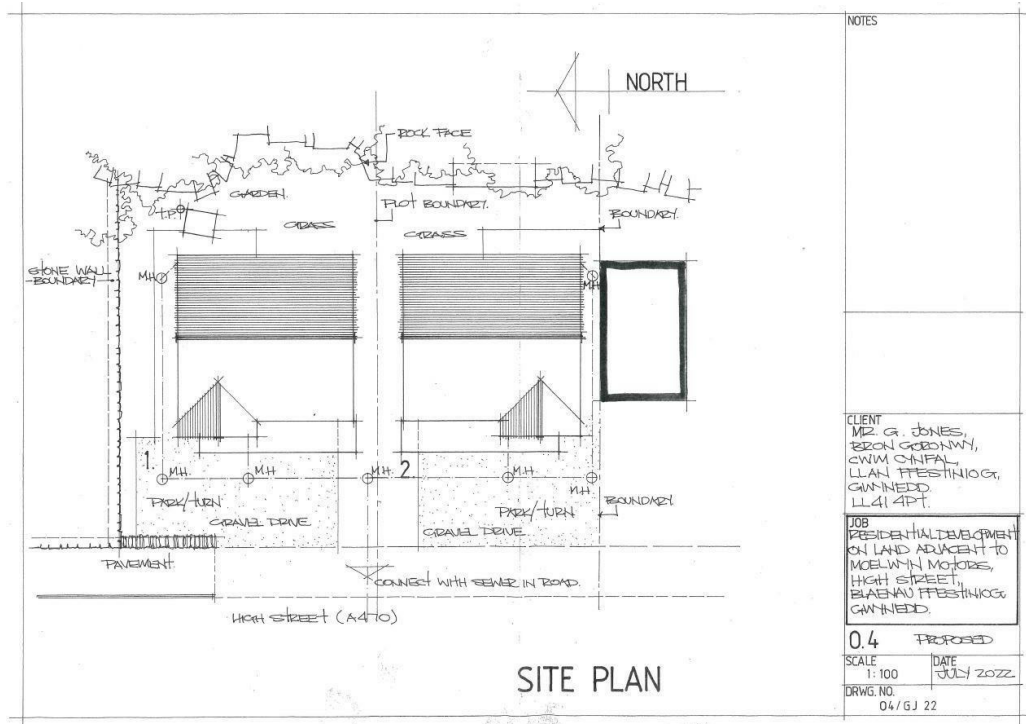 NOTES
NORTH
ROCK FACE
GARDEN.
PLOT BOUNDARY.
T.P.
GRASS
GRASS
BOUNDARY.
STONE WALL
BOUNDARY
M.H.
M.H.
1.
M.H.
M.H.
M.H.
2.
M.H.
M.H.
PARK/TURN
GRAVEL DRIVE
PARK/TURN
GRAVEL DRIVE
BOUNDARY
PAVEMENT
CONNECT WITH SEWER IN ROAD.
HIGH STREET (A470)
SITE PLAN
CLIENT
MR. G. JONES,
BRON GORONWY,
CWM CYNFAL,
LLAN FFESTINIOG,
GWYNEDD.
LL41 4PT.
JOB
RESIDENTIAL DEVELOPMENT
ON LAND ADJACENT TO
MOELWYN MOTORS,
HIGH STREET,
BLAENAU FFESTINIOG
GWYNEDD.
0.4 PROPOSED
SCALE
1:100
DATE
JULY 2022
DRWG. NO.
04/GJ 22